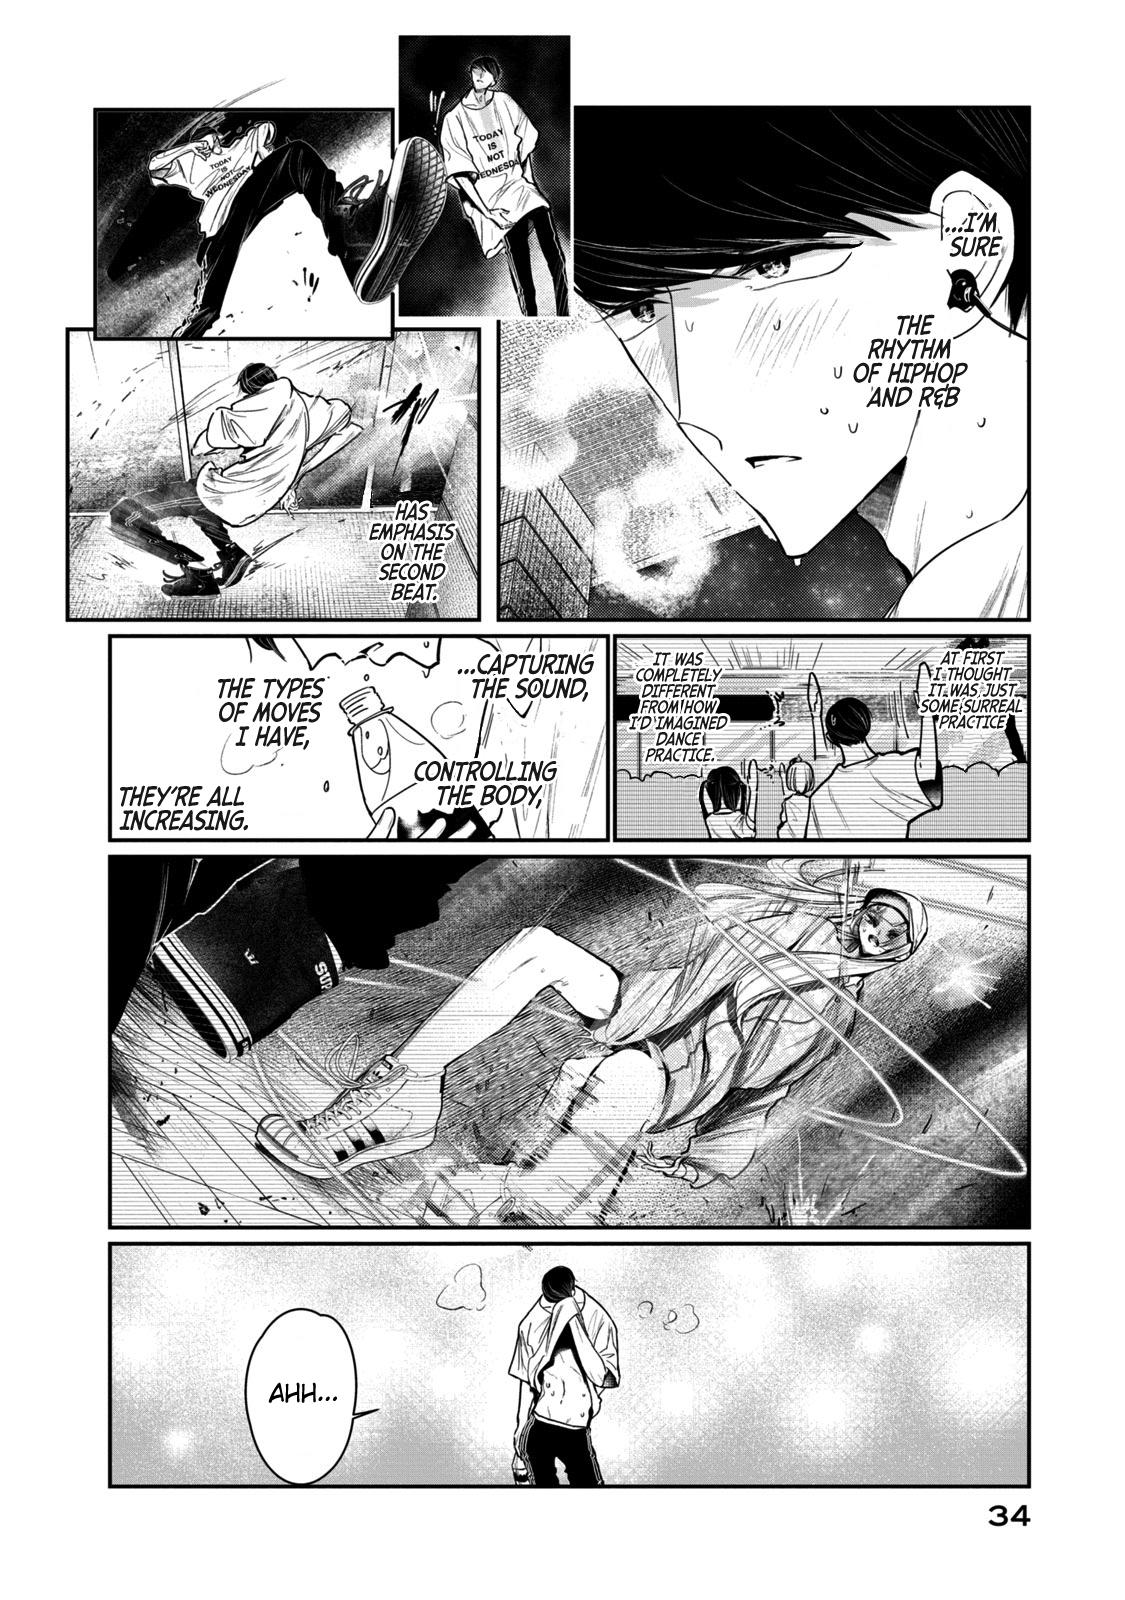 ...I'M
SURE
THE
RHYTHM
OF HIPHOP
AND R&B
TODAY
IS
NOT
WEDNESDAY
TODAY
IS
NOT
WEDNESDAY
HAS
EMPHASIS
ON THE
SECOND
BEAT.
AT FIRST
I THOUGHT
IT WAS JUST
SOME SURREAL
PRACTICE
IT WAS
COMPLETELY
DIFFERENT
FROM HOW
I'D IMAGINED
DANCE
PRACTICE.
...CAPTURING
THE SOUND,
CONTROLLING
THE BODY,
THE TYPES
OF MOVES
I HAVE,
THEY'RE ALL
INCREASING.
AHH...
34